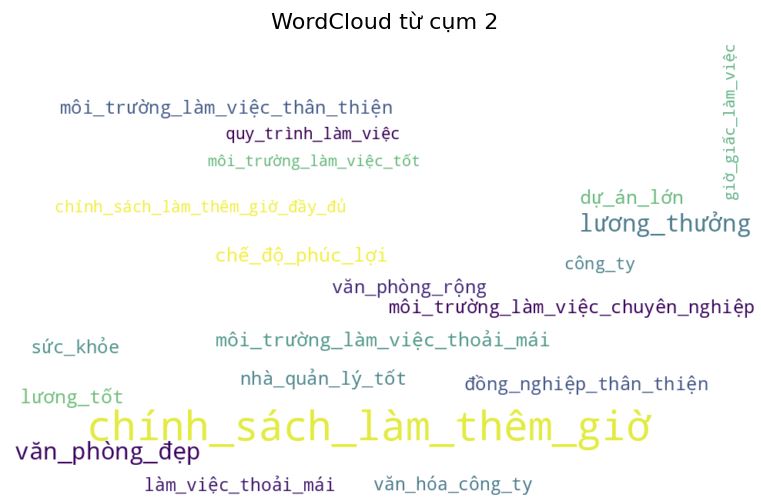 WordCloud từ cụm 2
giờ_giấc_làm_việc
môi_trường_làm_việc_thân_thiện
quy_trình_làm_việc
môi_trường_làm_việc_tốt
dự_án_lớn
chính_sách_làm_thêm_giờ_đầy_đủ
lương_thưởng
chế_độ_phúc_lợi
công_ty
văn_phòng_rộng
môi_trường_làm_việc_chuyên_nghiệp
môi_trường_làm_việc_thoải_mái
sức_khỏe
nhà_quản_lý_tốt
đồng_nghiệp_thân_thiện
lương_tốt
chính_sách_làm_thêm_giờ
văn_phòng_đẹp
làm_việc_thoải_mái
văn_hóa_công_ty